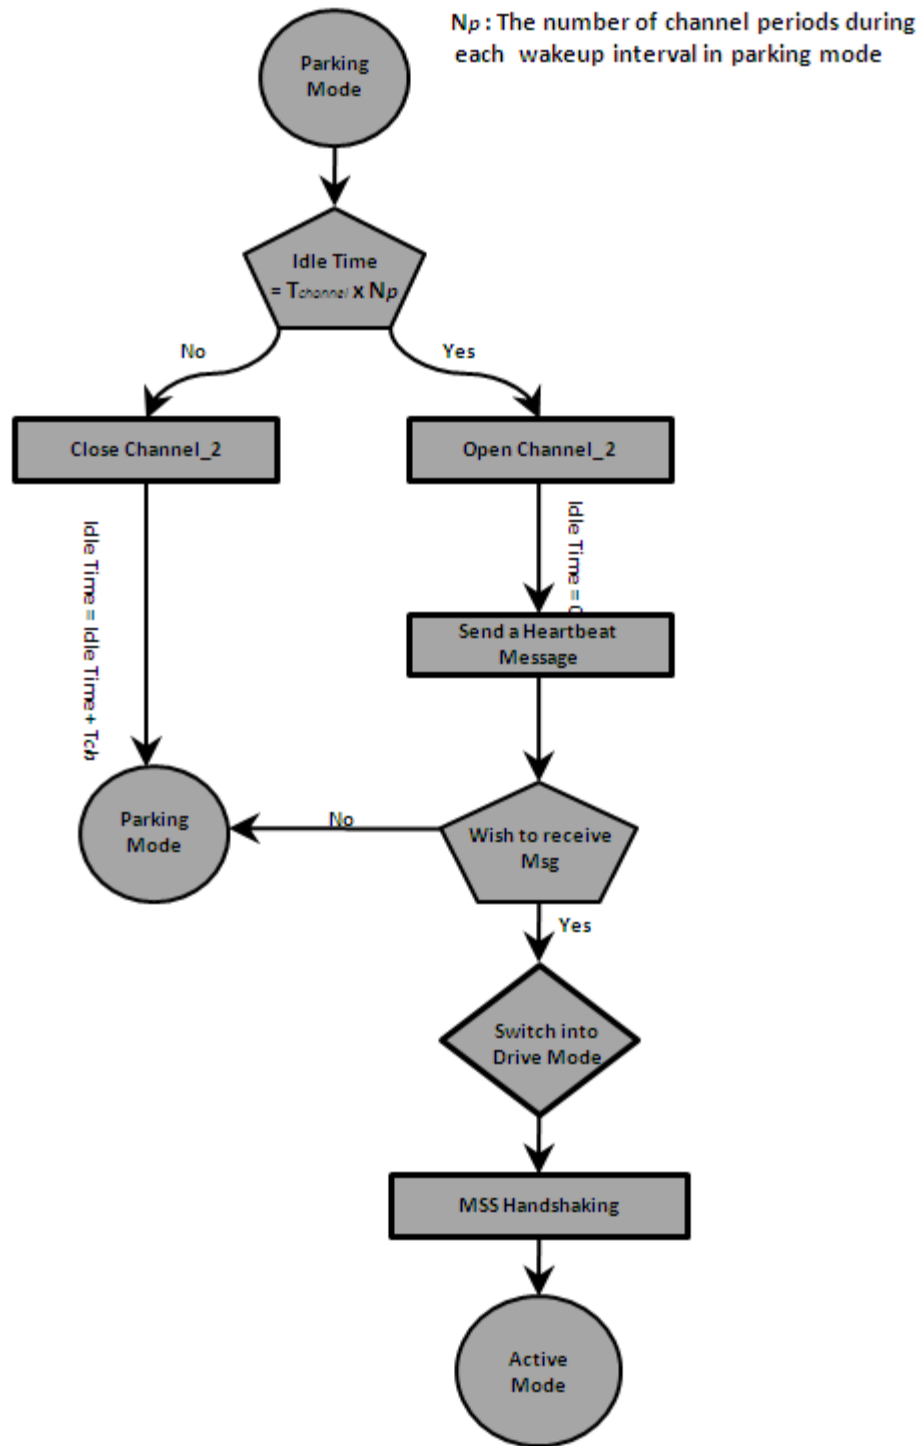 Np : The number of channel periods during
each wakeup interval in parking mode
Parking
Mode
Idle Time
= Tchannel x Np
No
Yes
Close Channel_2
Open Channel_2
Idle Time = Idle Time + Tch
Idle Time = 0
Send a Heartbeat
Message
Parking
Mode
No
Wish to receive
Msg
Yes
Switch into
Drive Mode
MSS Handshaking
Active
Mode